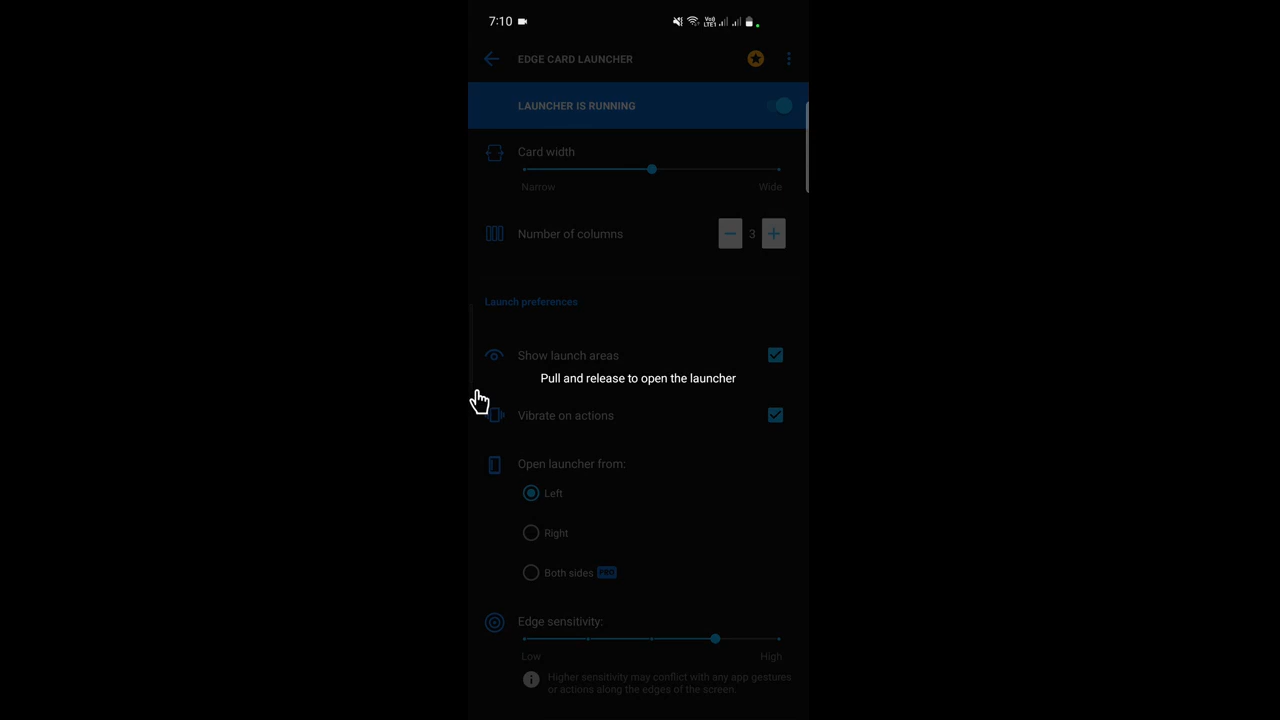 7:10
Vo)) LTE1
EDGE CARD LAUNCHER
LAUNCHER IS RUNNING
Card width
Narrow Wide
Number of columns 3
Launch preferences
Show launch areas
Pull and release to open the launcher
Vibrate on actions
Open launcher from:
Left
Right
Both sides PRO
Edge sensitivity:
Low High
Higher sensitivity may conflict with any app gestures
or actions along the edges of the screen.